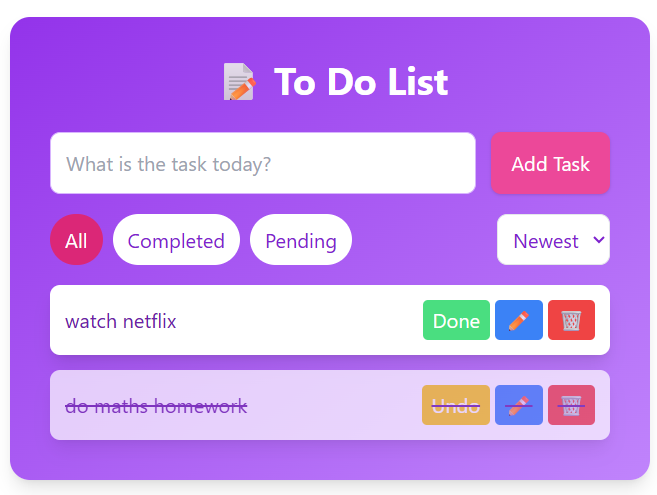 📝 To Do List
What is the task today?
Add Task
All
Completed
Pending
Newest
watch netflix
Done
do maths homework
Undo